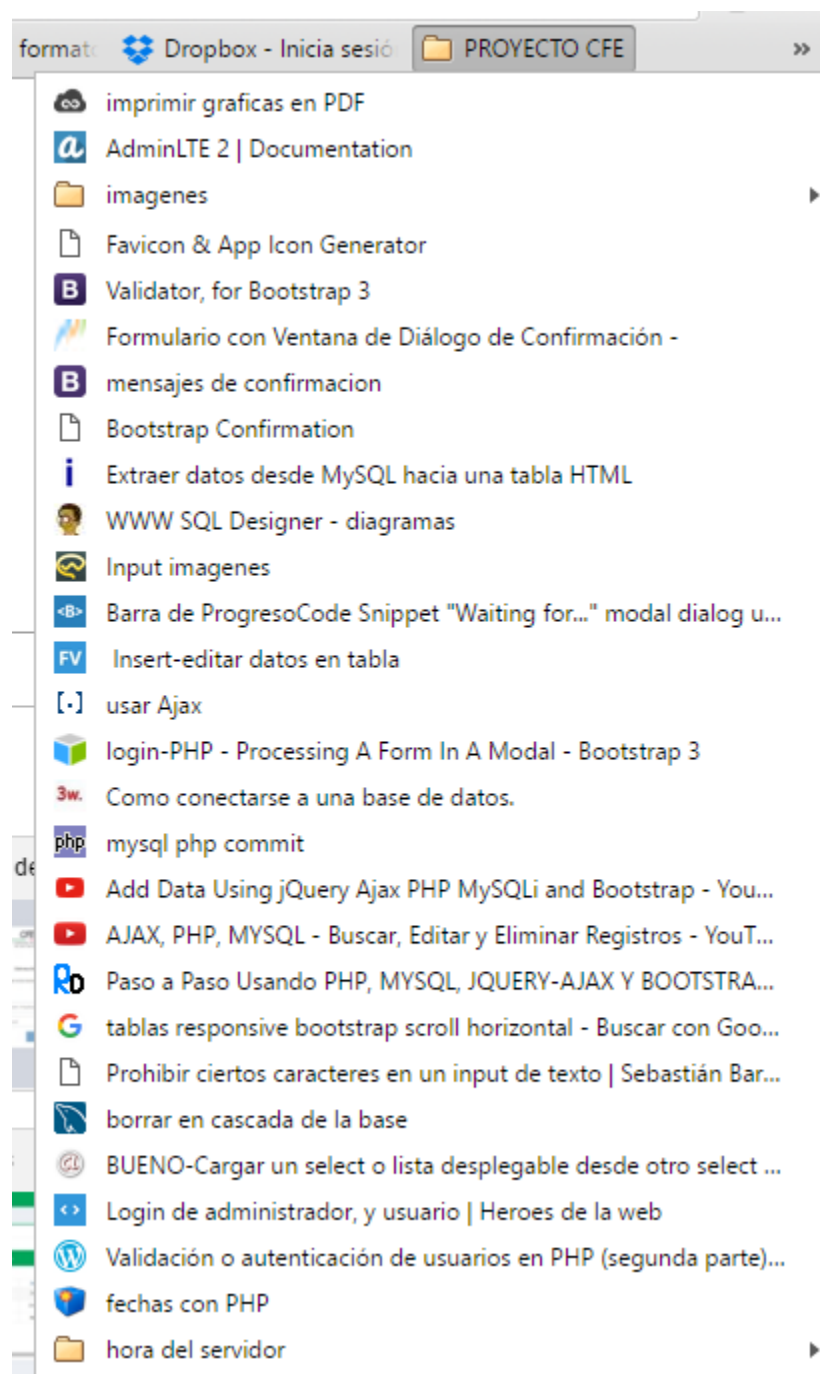 formato Dropbox - Inicia sesió PROYECTO CFE »
imprimir graficas en PDF
a AdminLTE 2 | Documentation
imagenes
Favicon & App Icon Generator
B Validator, for Bootstrap 3
Formulario con Ventana de Diálogo de Confirmación -
B mensajes de confirmacion
Bootstrap Confirmation
i Extraer datos desde MySQL hacia una tabla HTML
WWW SQL Designer - diagramas
Input imagenes
<B> Barra de ProgresoCode Snippet "Waiting for..." modal dialog u...
FV Insert-editar datos en tabla
[.] usar Ajax
login-PHP - Processing A Form In A Modal - Bootstrap 3
3w. Como conectarse a una base de datos.
php mysql php commit
de
Add Data Using jQuery Ajax PHP MySQLi and Bootstrap - You...
AJAX, PHP, MYSQL - Buscar, Editar y Eliminar Registros - YouT...
RD Paso a Paso Usando PHP, MYSQL, JQUERY-AJAX Y BOOTSTRA...
G tablas responsive bootstrap scroll horizontal - Buscar con Goo...
Prohibir ciertos caracteres en un input de texto | Sebastián Bar...
borrar en cascada de la base
BUENO-Cargar un select o lista desplegable desde otro select ...
<> Login de administrador, y usuario | Heroes de la web
Validación o autenticación de usuarios en PHP (segunda parte)...
fechas con PHP
hora del servidor